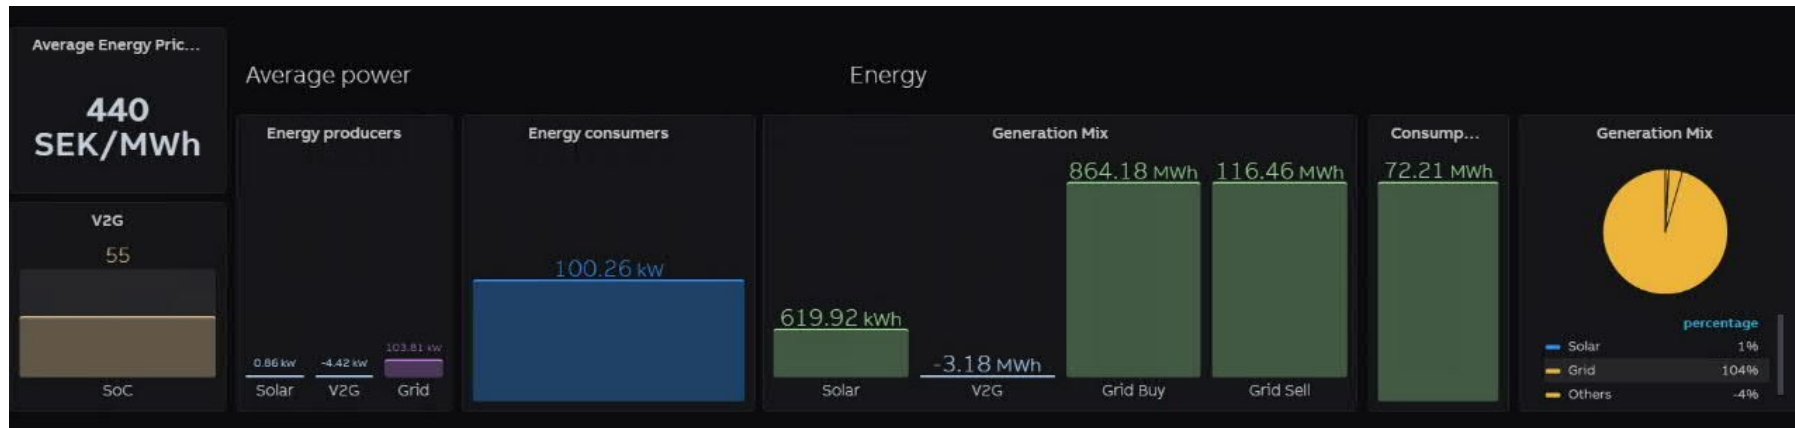 Average Energy Pric...
440
SEK/MWh
V2G
55
SoC
Average power
Energy producers
0.86 kW
-4.42 kW
103.81 kW
Solar
V2G
Grid
Energy consumers
100.26 kW
Energy
Generation Mix
619.92 kWh
-3.18 MWh
864.18 MWh
116.46 MWh
Solar
V2G
Grid Buy
Grid Sell
Consump...
72.21 MWh
Generation Mix
percentage
Solar 1%
Grid 104%
Others -4%